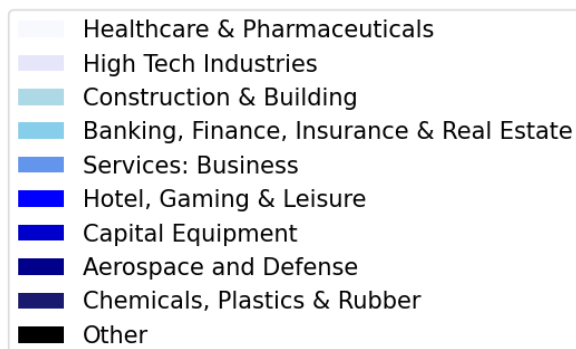 Healthcare & Pharmaceuticals
High Tech Industries
Construction & Building
Banking, Finance, Insurance & Real Estate
Services: Business
Hotel, Gaming & Leisure
Capital Equipment
Aerospace and Defense
Chemicals, Plastics & Rubber
Other